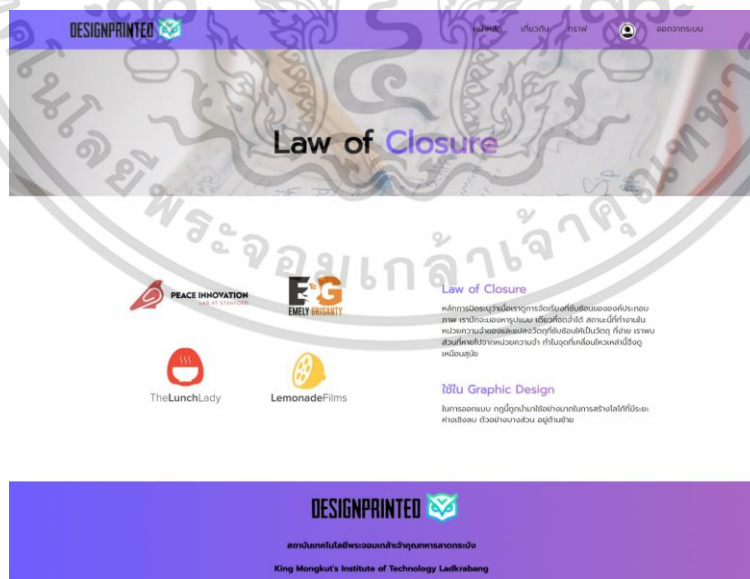 DESIGNPRINTED
หน้าหลัก เกี่ยวกับ กราฟ ออกจากระบบ
Law of Closure
PEACE INNOVATION
LAB AT STANFORD
EG
EMELY GRISANTY
TheLunchLady
LemonadeFilms
Law of Closure
หลักการปิดระบุว่าเมื่อเราดูการจัดเรียงที่ซับซ้อนขององค์ประกอบ
ภาพ เรามักจะมองหารูปแบบ เดียวที่จดจำได้ สถานะนี้ที่ทำงานใน
หน่วยความจำของและแปลงวัตถุที่ซับซ้อนให้เป็นวัตถุ ที่ง่าย เราพบ
ส่วนที่หายไปจากหน่วยความจำ ทำในจุดที่เคลื่อนไหวเหล่านี้จึงดู
เหมือนสุนัข
ใช้ใน Graphic Design
ในการออกแบบ กฎนี้ถูกนำมาใช้อย่างมากในการสร้างโลโก้ที่มีระยะ
ห่างเชิงลบ ตัวอย่างบางส่วน อยู่ด้านซ้าย
DESIGNPRINTED
สถาบันเทคโนโลยีพระจอมเกล้าเจ้าคุณทหารลาดกระบัง
King Mongkut's Institute of Technology Ladkrabang